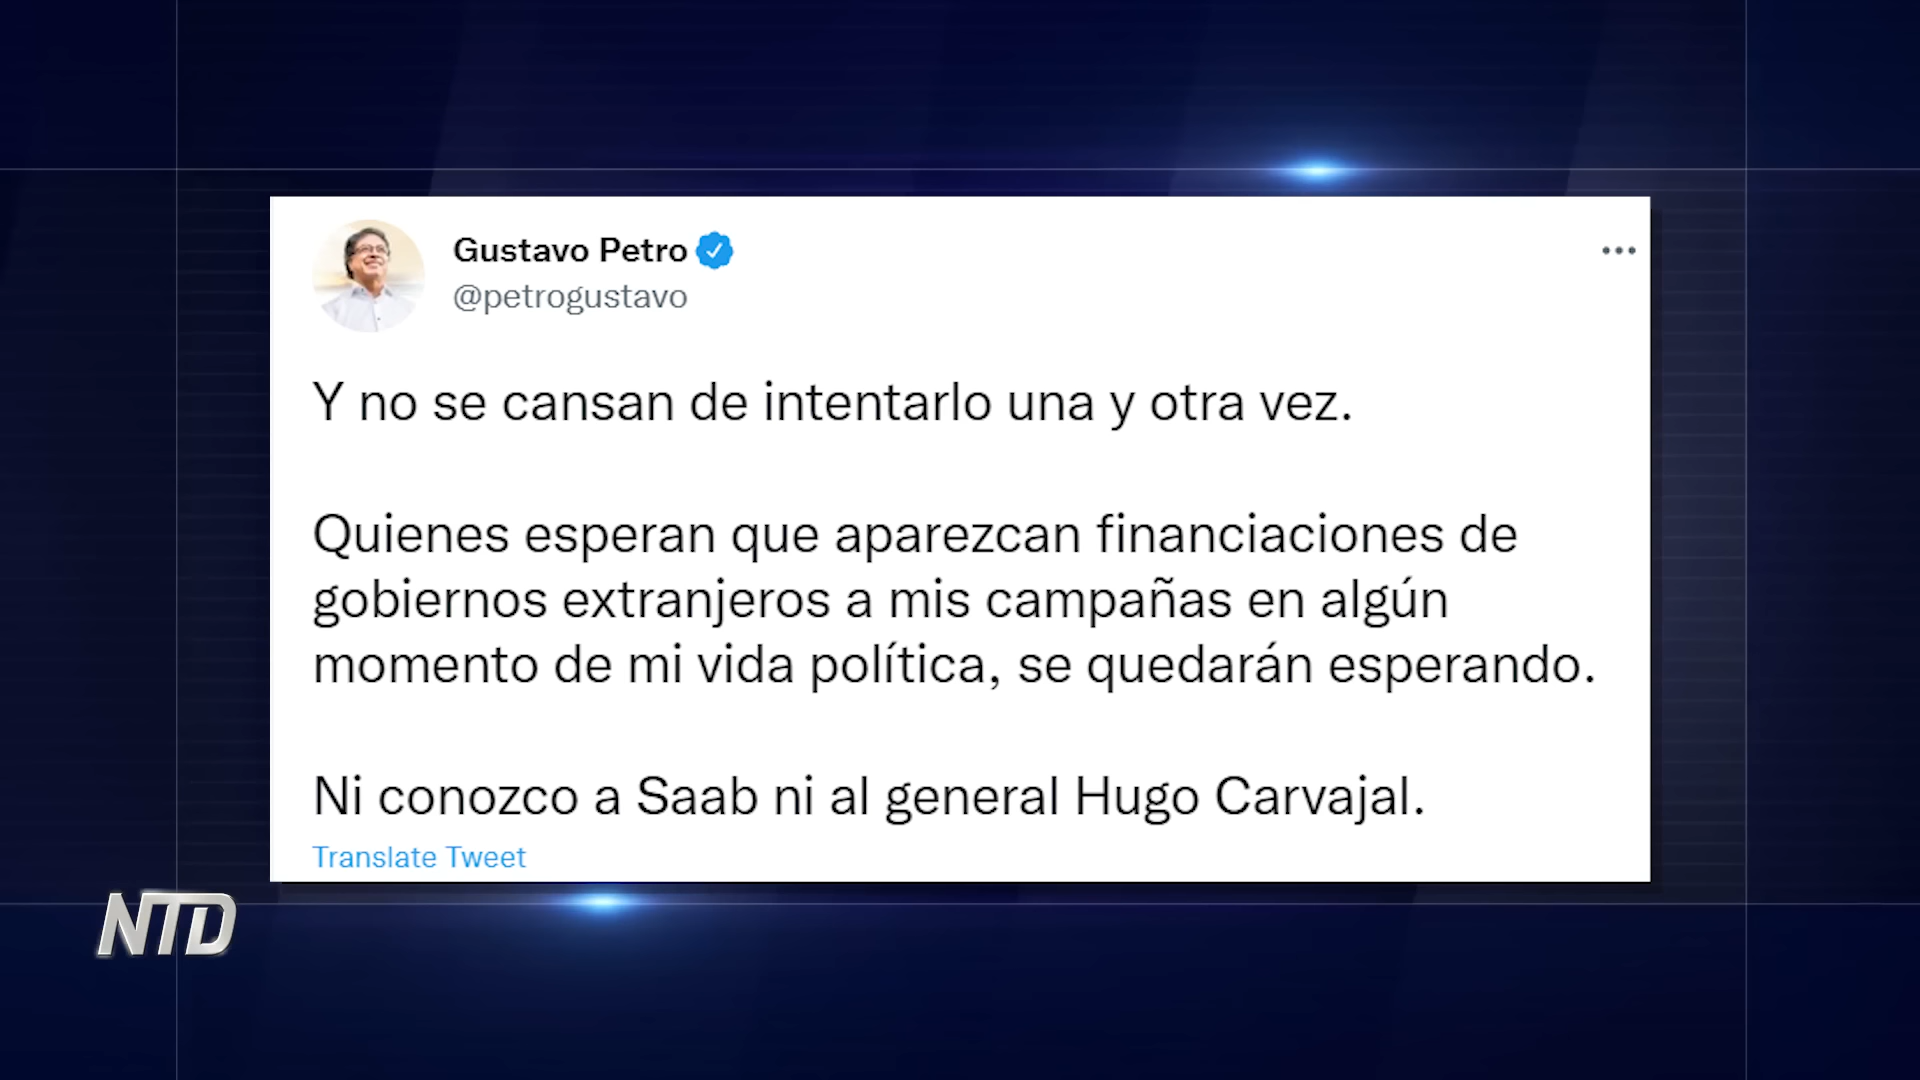 Gustavo Petro
@petrogustavo
Y no se cansan de intentarlo una y otra vez.
Quienes esperan que aparezcan financiaciones de
gobiernos extranjeros a mis campañas en algún
momento de mi vida política, se quedarán esperando.
Ni conozco a Saab ni al general Hugo Carvajal.
Translate Tweet
NTD